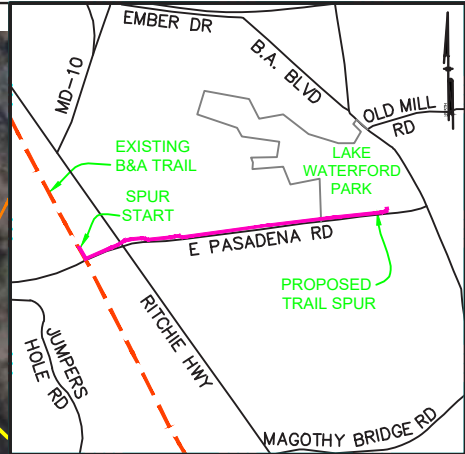 EMBER DR
MD-10
B.A. BLVD
OLD MILL
RD
EXISTING
B&A TRAIL
LAKE
WATERFORD
PARK
SPUR
START
E PASADENA RD
PROPOSED
TRAIL SPUR
RITCHIE HWY
JUMPERS
HOLE RD
MAGOTHY BRIDGE RD